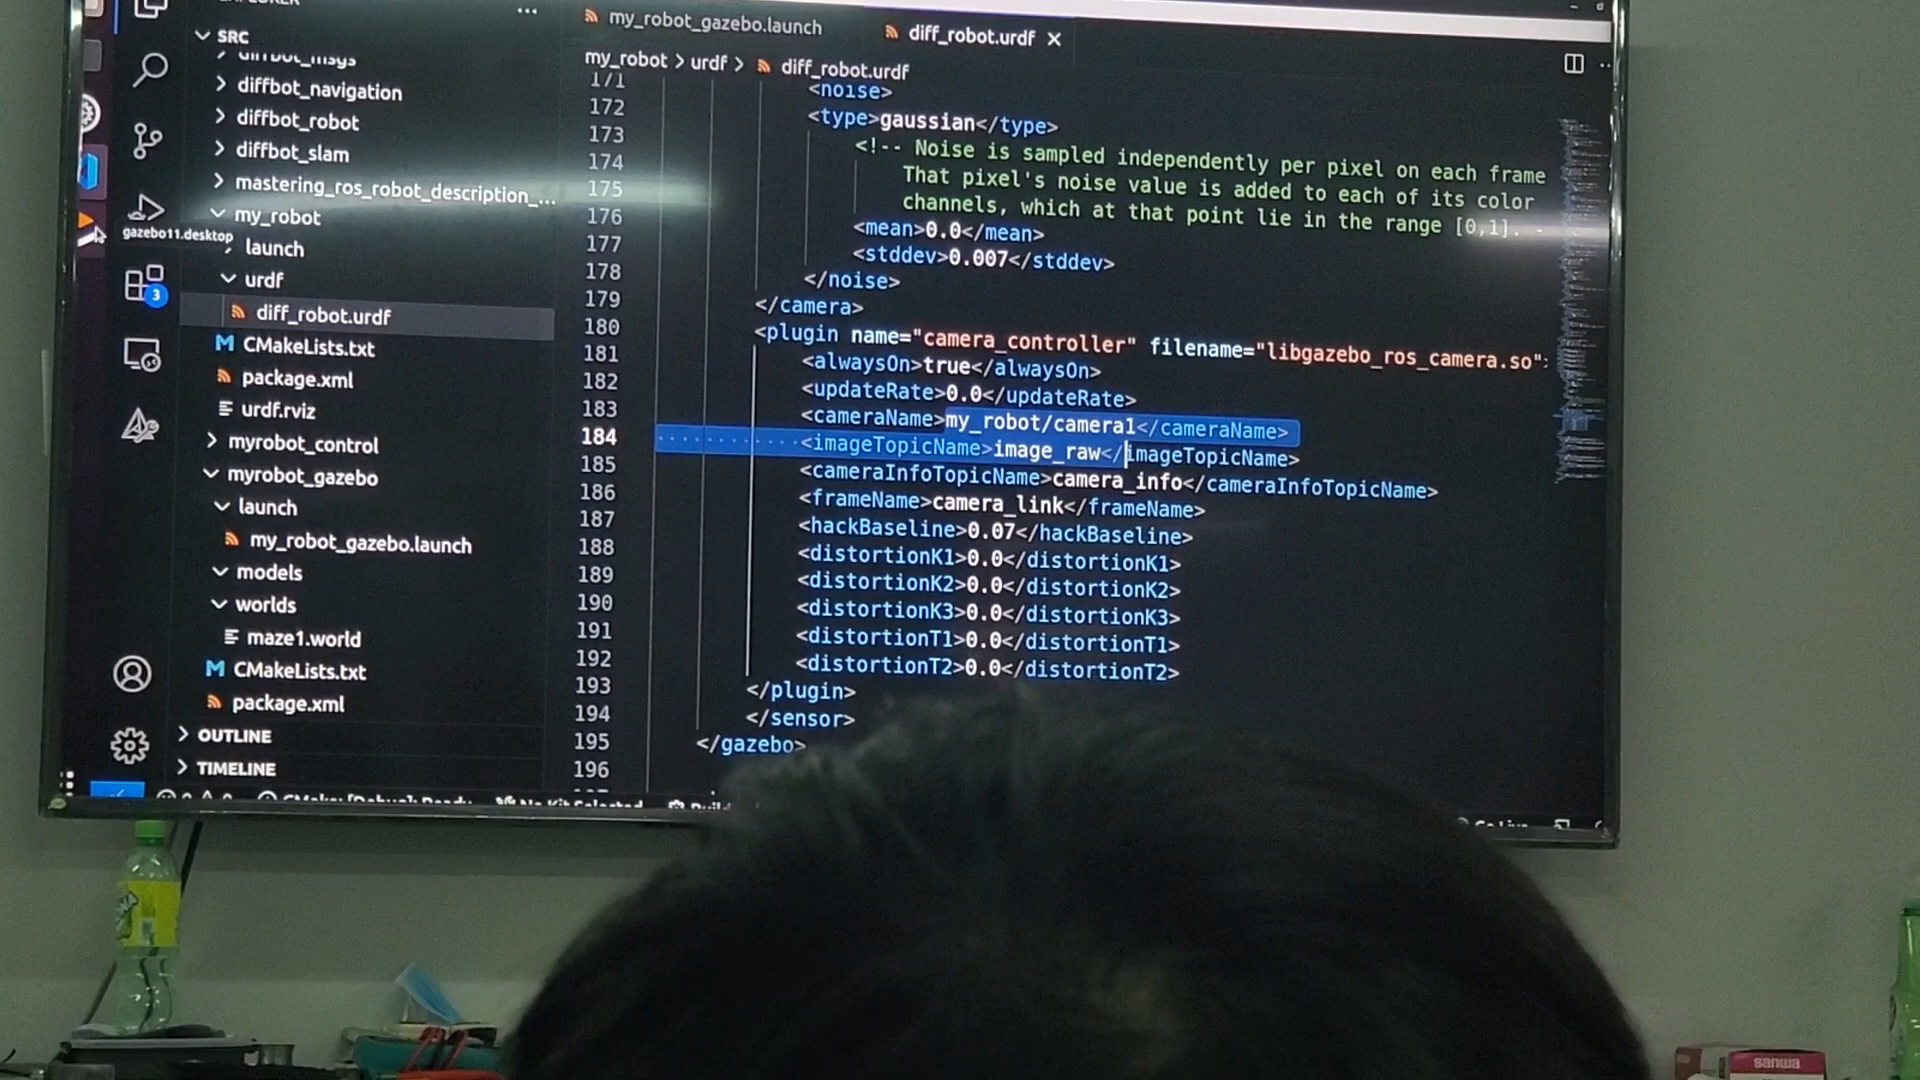 SRC
diffbot_msgs
diffbot_navigation
diffbot_robot
diffbot_slam
mastering_ros_robot_description_...
my_robot
gazebo11.desktop
launch
urdf
diff_robot.urdf
CMakeLists.txt
package.xml
urdf.rviz
myrobot_control
myrobot_gazebo
launch
my_robot_gazebo.launch
models
worlds
maze1.world
CMakeLists.txt
package.xml
OUTLINE
TIMELINE
3
my_robot_gazebo.launch
diff_robot.urdf
my_robot > urdf > diff_robot.urdf
171 <noise>
172 <type>gaussian</type>
173 <!-- Noise is sampled independently per pixel on each frame
174 That pixel's noise value is added to each of its color
175 channels, which at that point lie in the range [0,1]. -
176 <mean>0.0</mean>
177 <stddev>0.007</stddev>
178 </noise>
179 </camera>
180 <plugin name="camera_controller" filename="libgazebo_ros_camera.so">
181 <alwaysOn>true</alwaysOn>
182 <updateRate>0.0</updateRate>
183 <cameraName>my_robot/camera1</cameraName>
184 <imageTopicName>image_raw</imageTopicName>
185 <cameraInfoTopicName>camera_info</cameraInfoTopicName>
186 <frameName>camera_link</frameName>
187 <hackBaseline>0.07</hackBaseline>
188 <distortionK1>0.0</distortionK1>
189 <distortionK2>0.0</distortionK2>
190 <distortionK3>0.0</distortionK3>
191 <distortionT1>0.0</distortionT1>
192 <distortionT2>0.0</distortionT2>
193 </plugin>
194 </sensor>
195 </gazebo>
196
sanwa